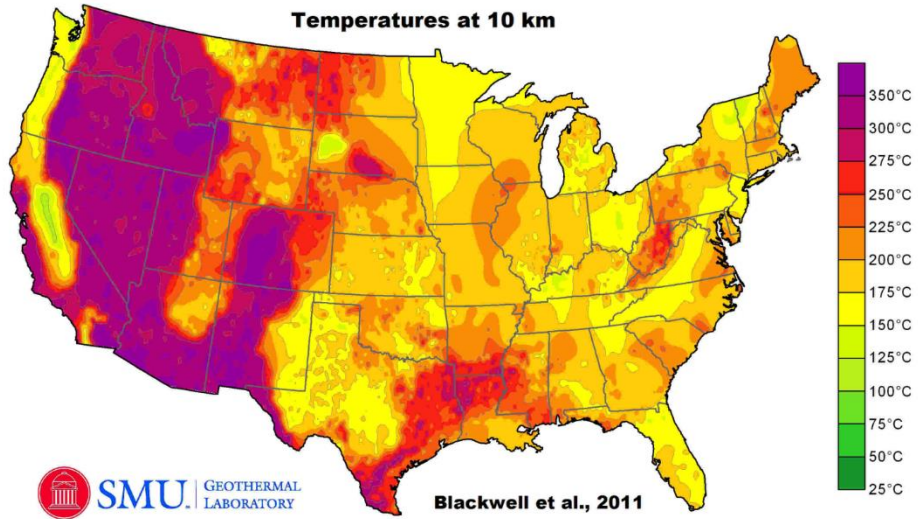 Temperatures at 10 km
350°C
300°C
275°C
250°C
225°C
200°C
175°C
150°C
125°C
100°C
75°C
50°C
25°C
SMU GEOTHERMAL
LABORATORY
Blackwell et al., 2011